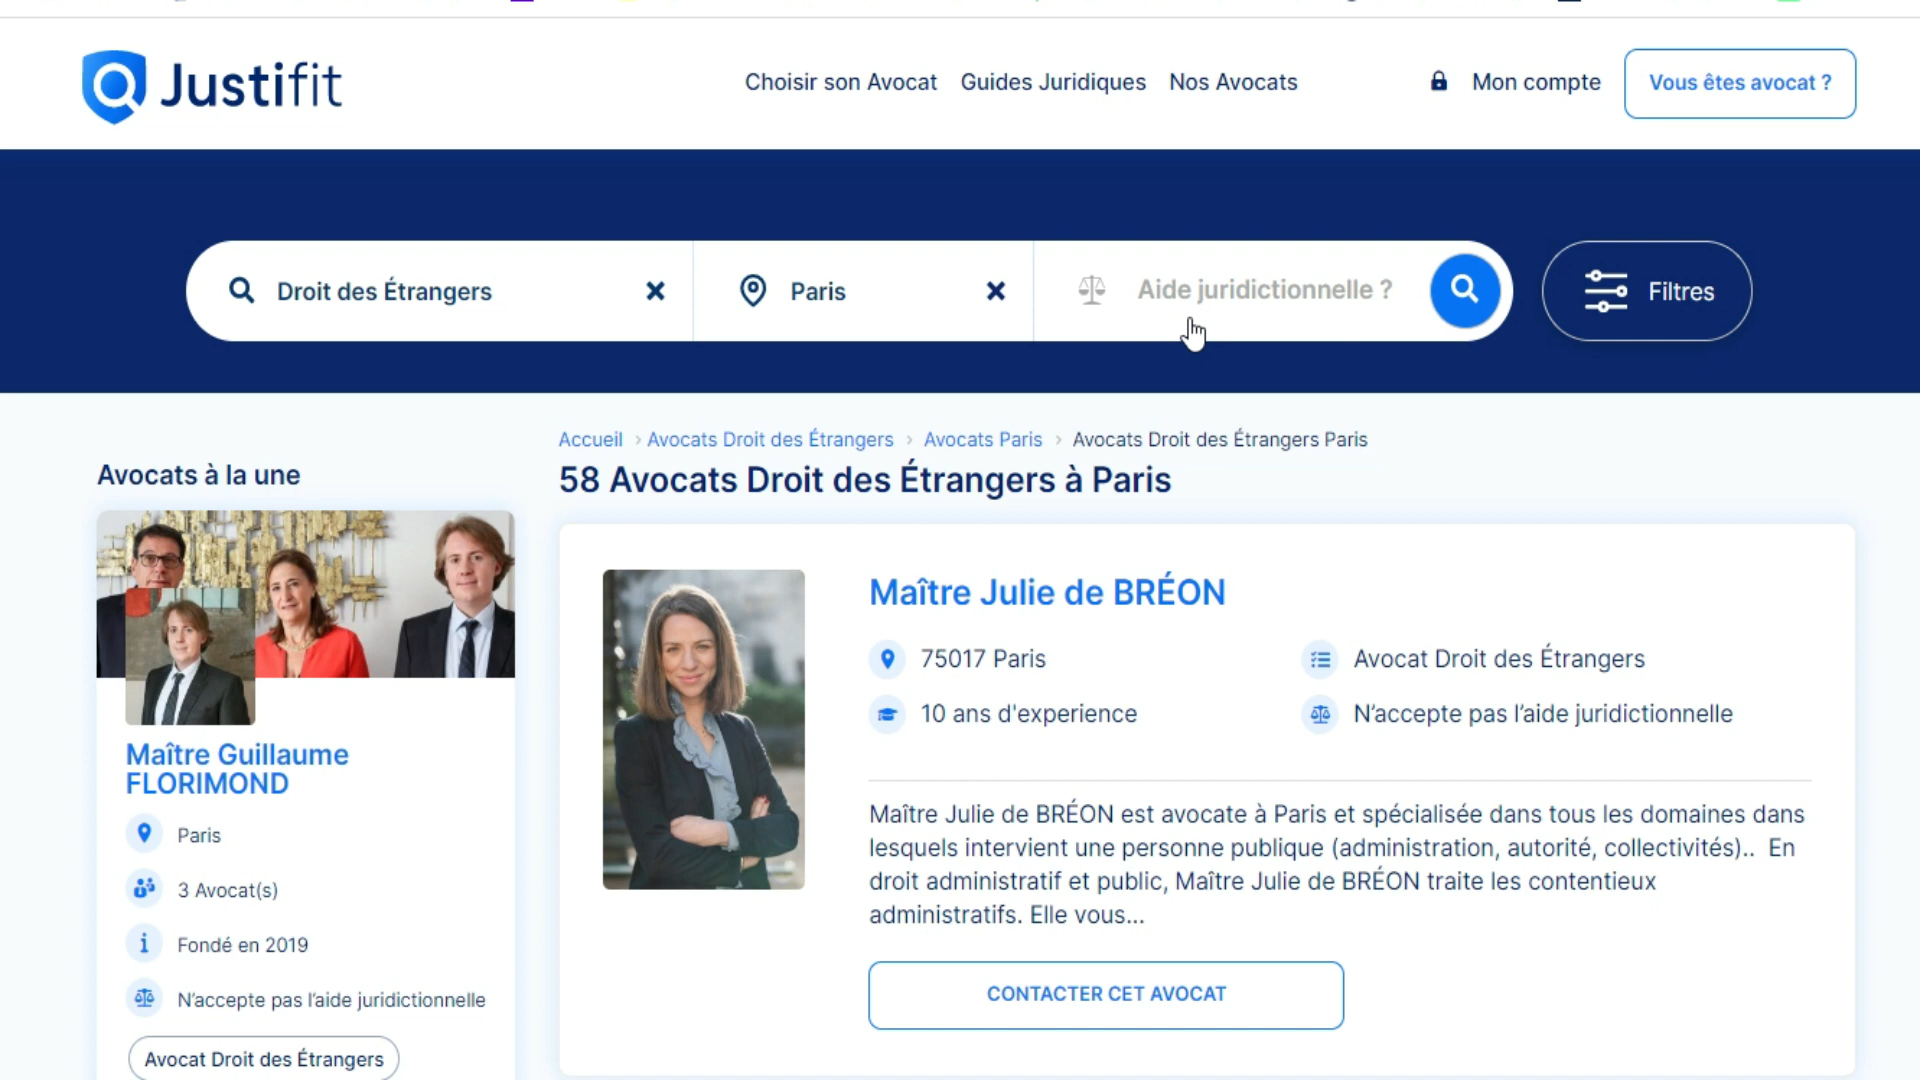 Justifit
Choisir son Avocat
Guides Juridiques
Nos Avocats
Mon compte
Vous êtes avocat ?
Droit des Étrangers
Paris
Aide juridictionnelle ?
Filtres
Accueil › Avocats Droit des Étrangers › Avocats Paris › Avocats Droit des Étrangers Paris
58 Avocats Droit des Étrangers à Paris
Avocats à la une
Maître Guillaume
FLORIMOND
Paris
3 Avocat(s)
Fondé en 2019
N'accepte pas l'aide juridictionnelle
Avocat Droit des Étrangers
Maître Julie de BRÉON
75017 Paris
Avocat Droit des Étrangers
10 ans d'experience
N'accepte pas l'aide juridictionnelle
Maître Julie de BRÉON est avocate à Paris et spécialisée dans tous les domaines dans
lesquels intervient une personne publique (administration, autorité, collectivités).. En
droit administratif et public, Maître Julie de BRÉON traite les contentieux
administratifs. Elle vous...
CONTACTER CET AVOCAT